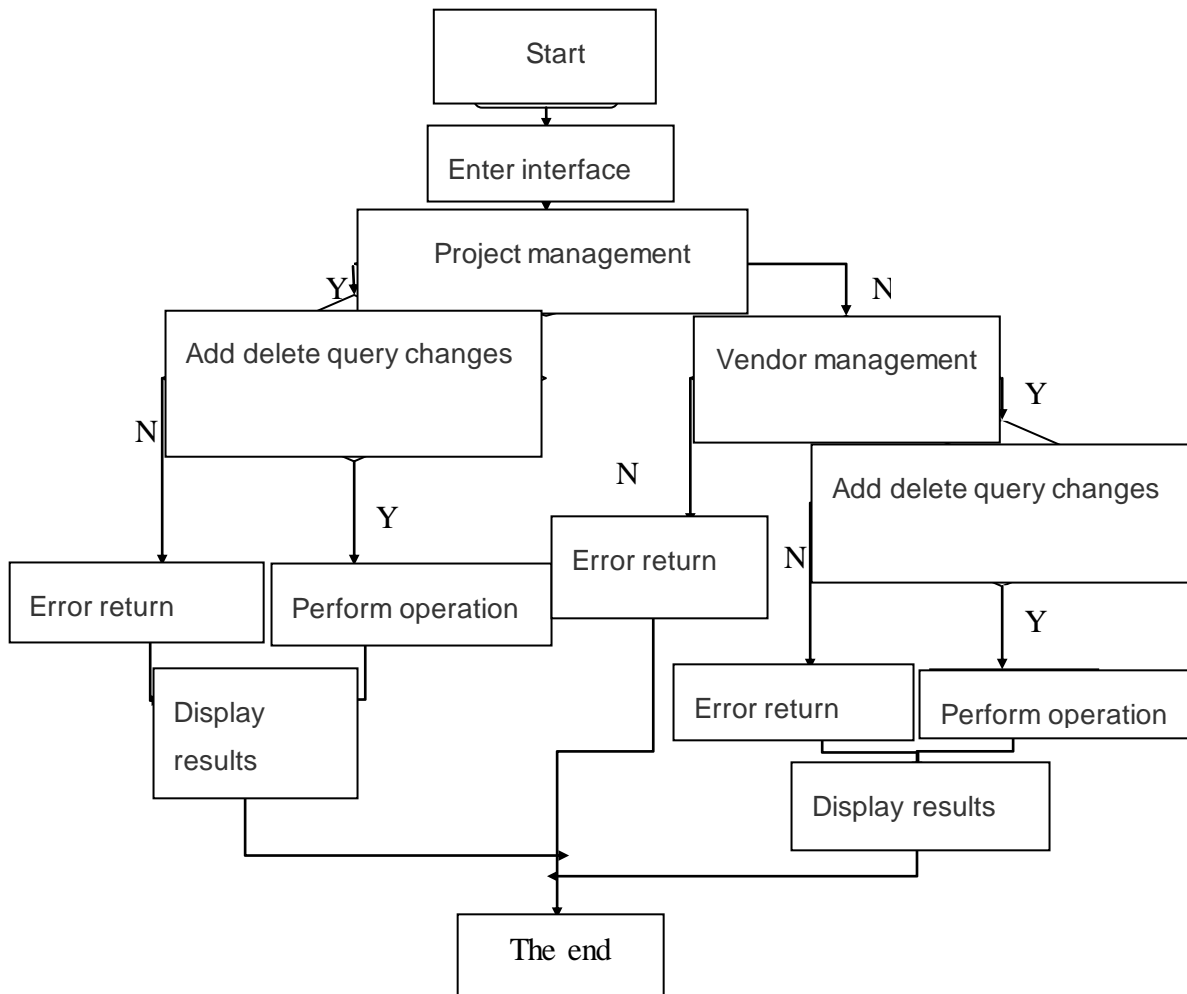 Start
Enter interface
Project management
Y
N
Add delete query changes
Vendor management
Y
N
N
Add delete query changes
Y
N
Error return
Error return
Perform operation
Y
Display
results
Error return
Perform operation
Display results
The end